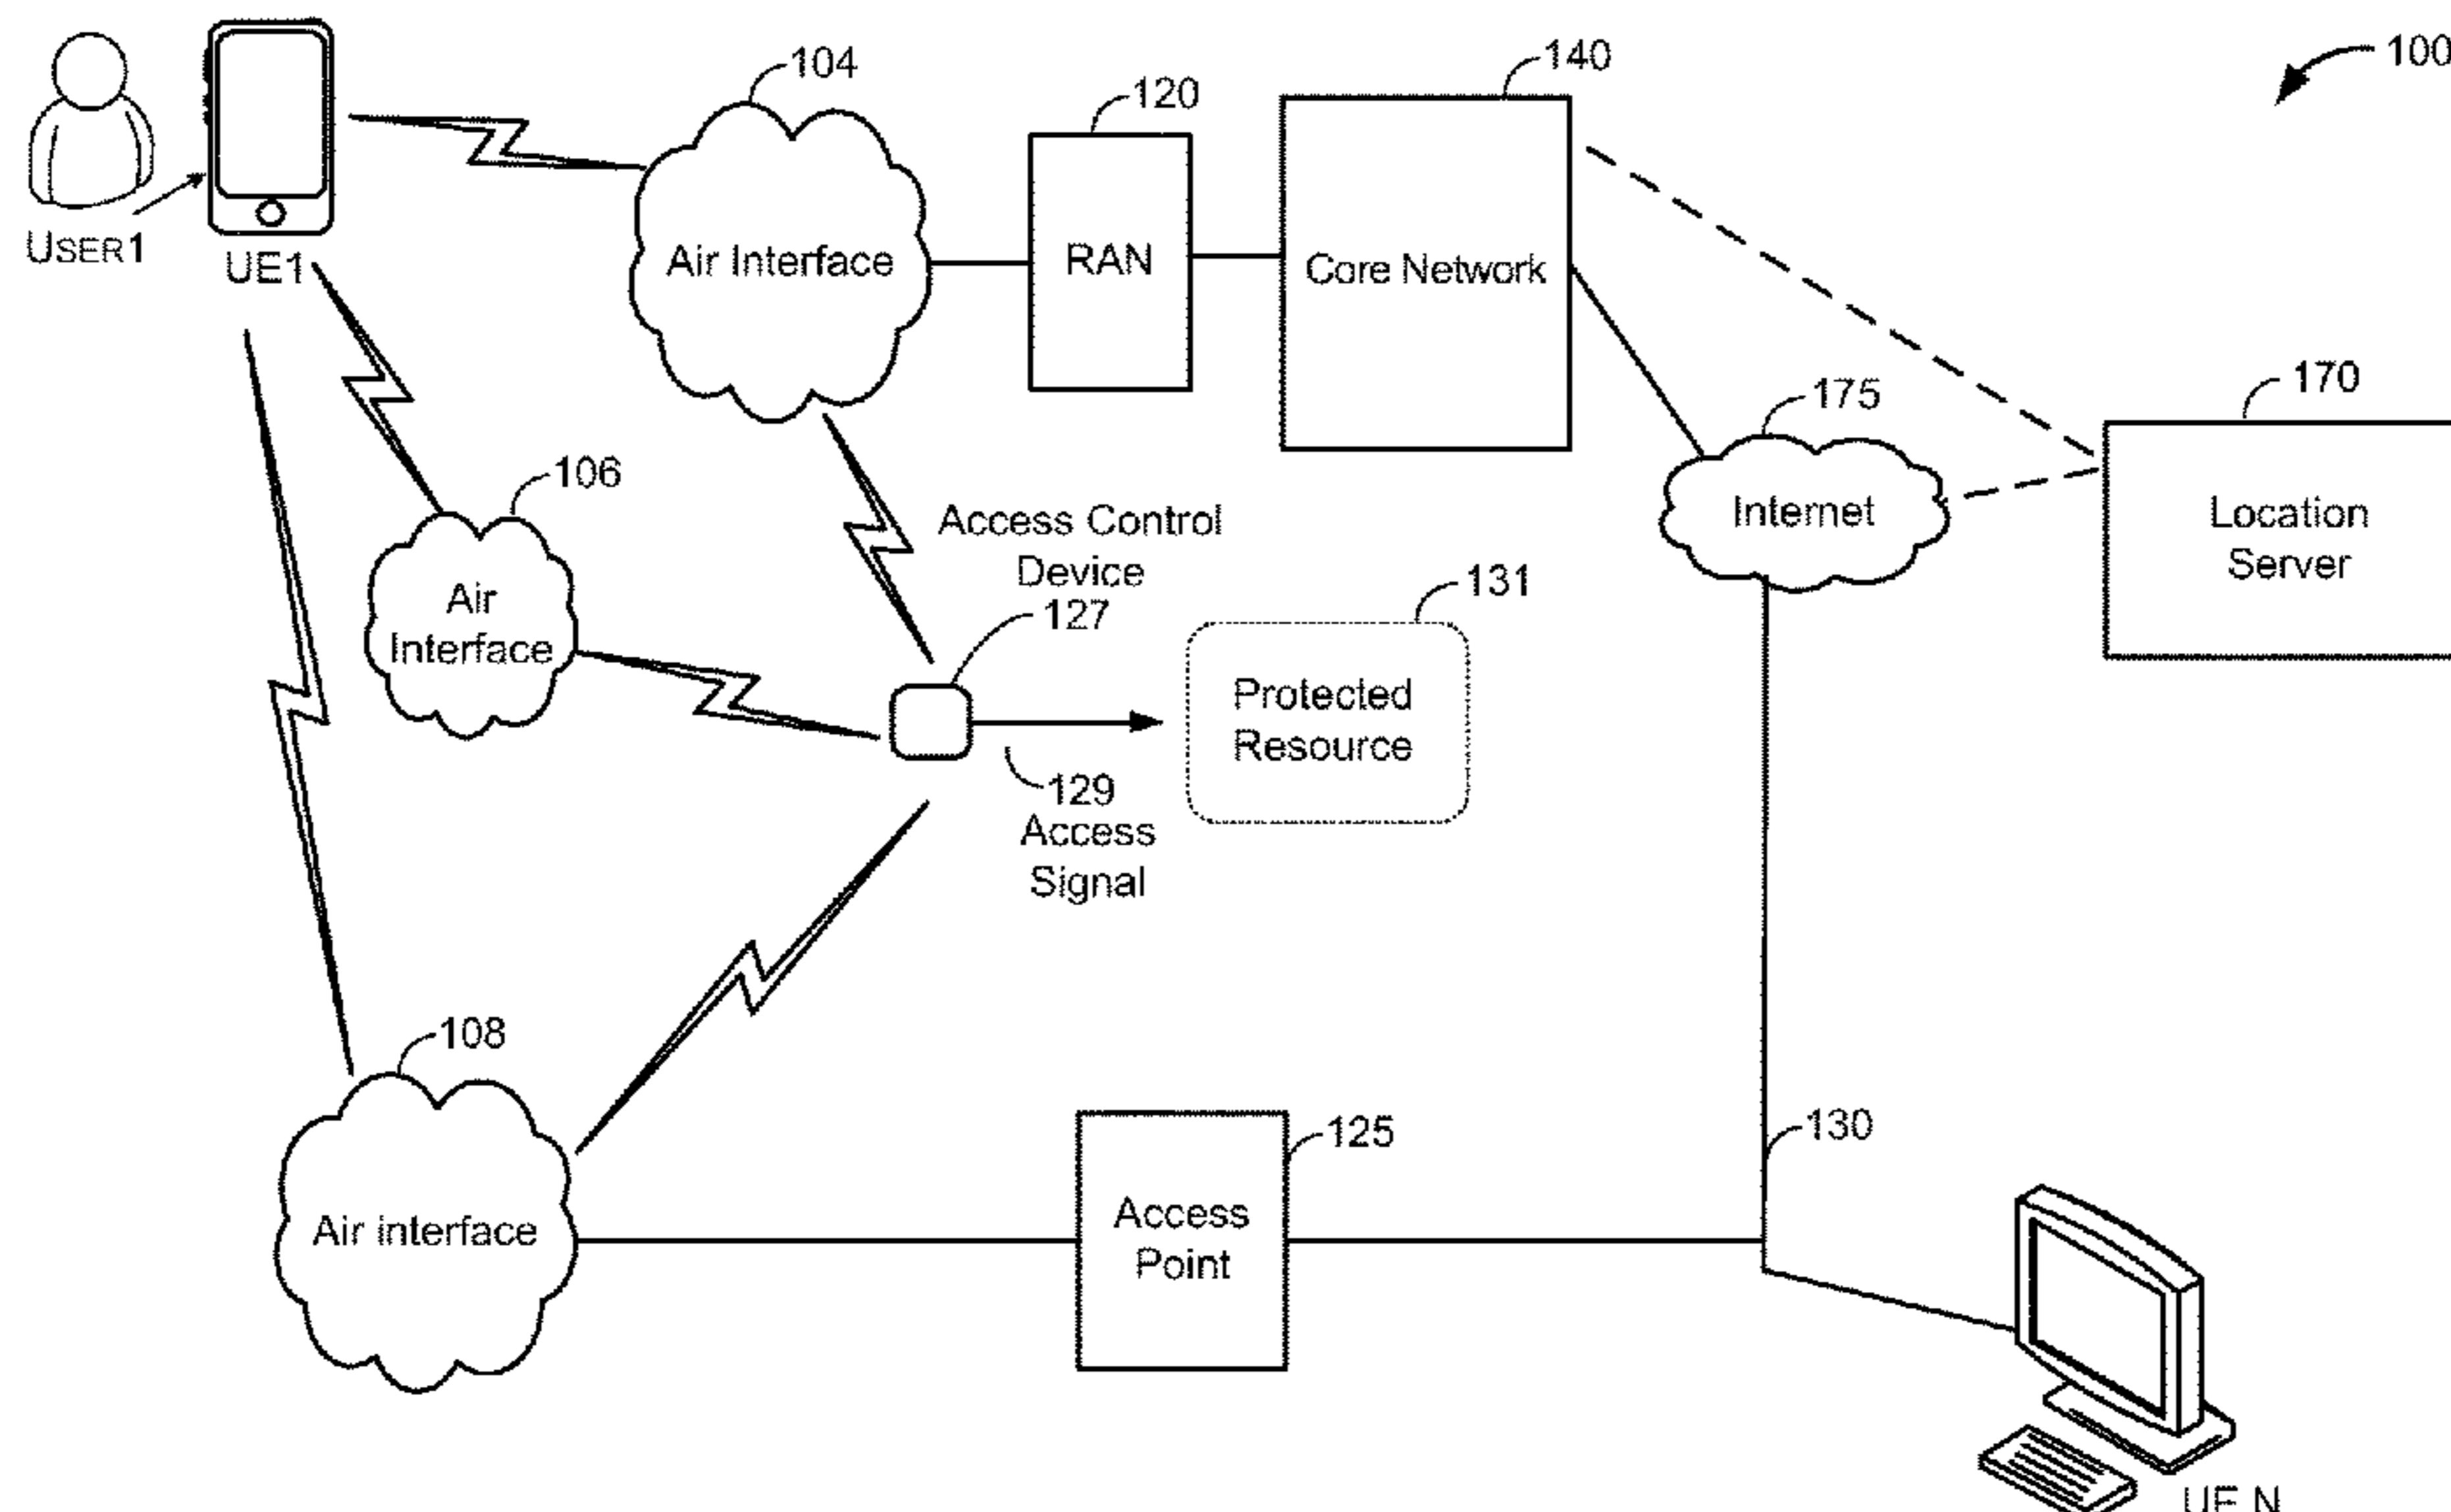 100
140
104
120
USER1
UE1
Air Interface
RAN
Core Network
175
170
106
Internet
Location
Server
Access Control
Device
127
131
Air
Interface
Protected
Resource
129
Access
Signal
108
125
130
Air interface
Access
Point
UE N